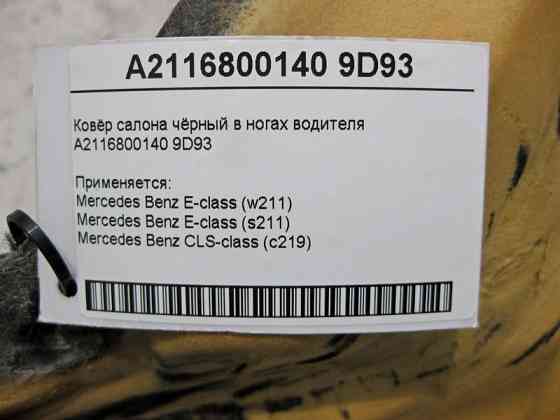 A2116800140 9D93
Ковёр салона чёрный в ногах водителя
A2116800140 9D93
Применяется:
Mercedes Benz E-class (w211)
Mercedes Benz E-class (s211)
Mercedes Benz CLS-class (c219)